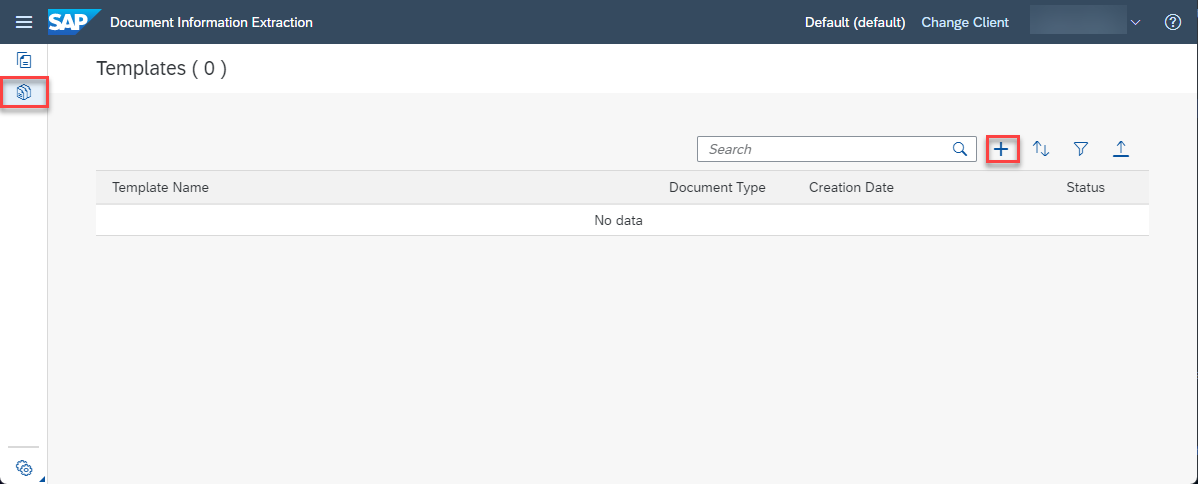 SAP Document Information Extraction Default (default) Change Client
Templates ( 0 )
Search
Template Name Document Type Creation Date Status
No data